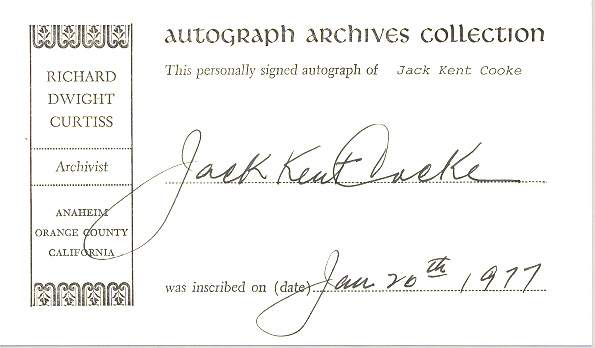 AUTOGRAPH ARCHIVES COLLECTION
This personally signed autograph of Jack Kent Cooke
RICHARD
DWIGHT
CURTISS
Archivist
ANAHEIM
ORANGE COUNTY
CALIFORNIA
Jack Kent Cooke
was inscribed on (date) Jan 20th 1977